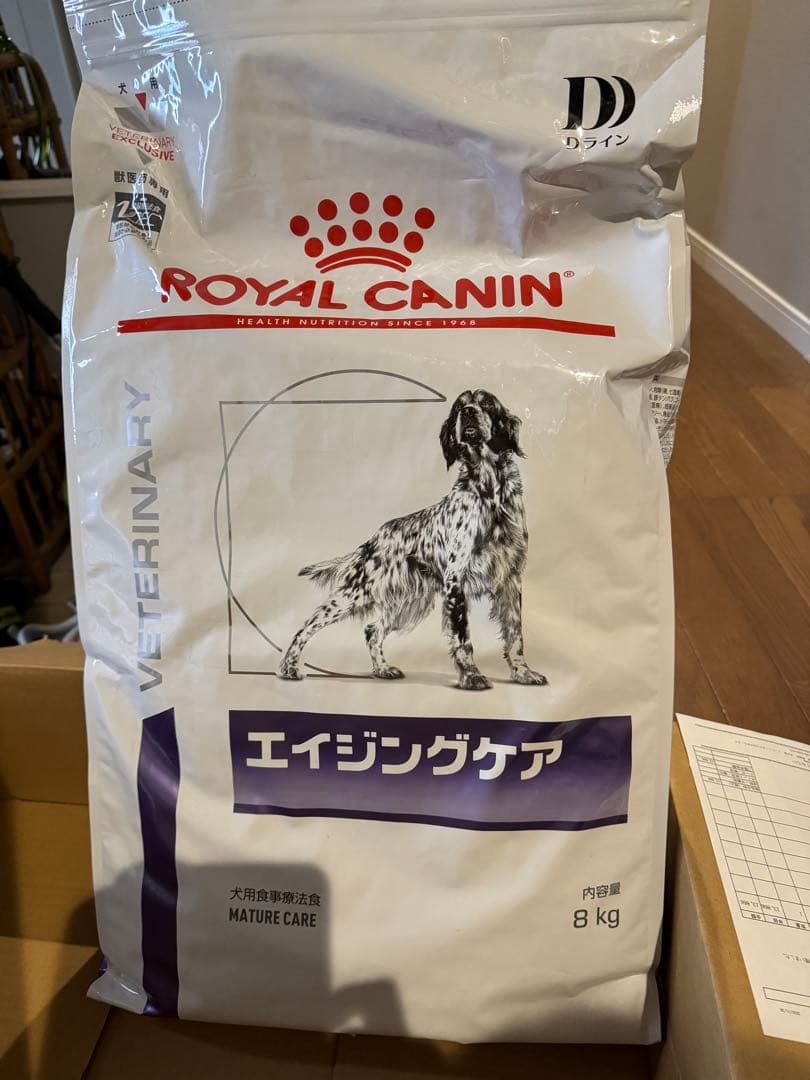 犬 用
VETERINARY
EXCLUSIVE
獣医師専用
Dライン
ROYAL CANIN®
HEALTH NUTRITION SINCE 1968
VETERINARY
エイジングケア
犬用食事療法食
MATURE CARE
内容量
8 kg